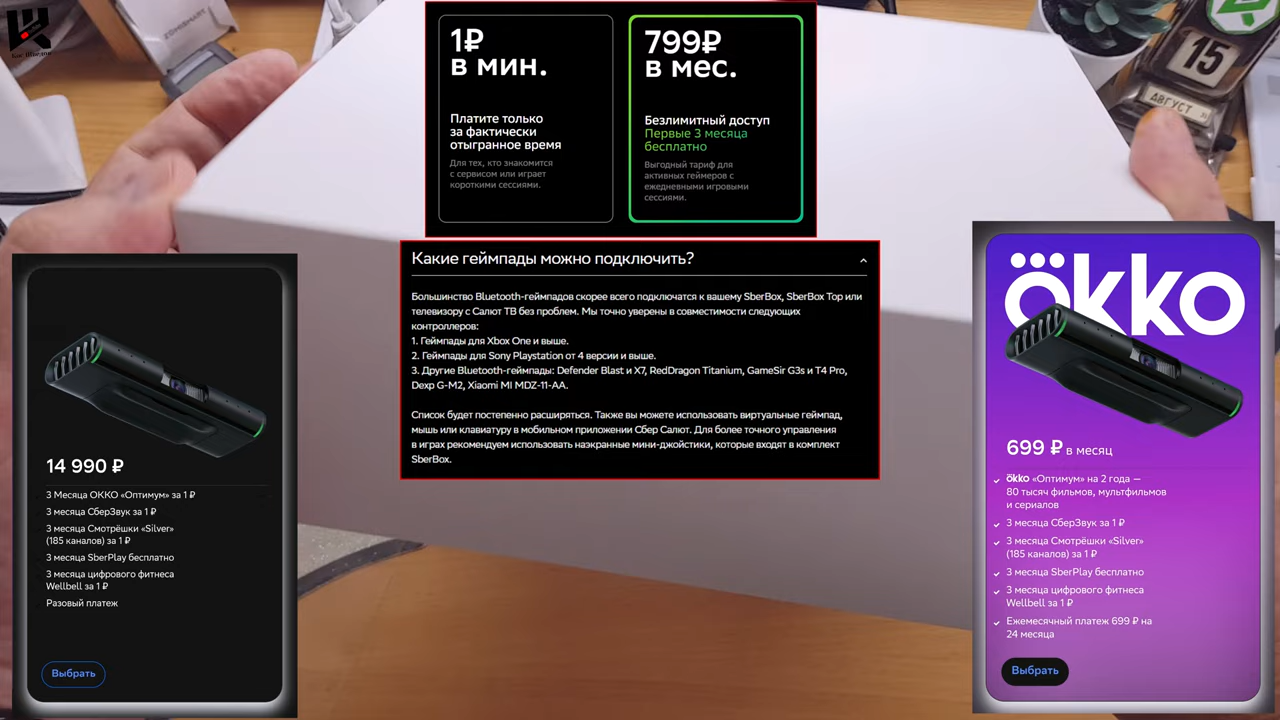 1₽
в мин.
Платите только
за фактически
отыгранное время
Для тех, кто знакомится
с сервисом или играет
короткими сессиями.
799₽
в мес.
Безлимитный доступ
Первые 3 месяца
бесплатно
Выгодный тариф для
активных геймеров с
ежедневными игровыми
сессиями.
15
АВГУСТ
Какие геймпады можно подключить?
Большинство Bluetooth-геймпадов скорее всего подключатся к вашему SberBox, SberBox Top или
телевизору с Салют ТВ без проблем. Мы точно уверены в совместимости следующих
контроллеров:
1. Геймпады для Xbox One и выше.
2. Геймпады для Sony Playstation от 4 версии и выше.
3. Другие Bluetooth-геймпады: Defender Blast и X7, RedDragon Titanium, GameSir G3s и T4 Pro,
Dexp G-M2, Xiaomi MI MDZ-11-AA.
Список будет постепенно расширяться. Также вы можете использовать виртуальные геймпад,
мышь или клавиатуру в мобильном приложении Сбер Салют. Для более точного управления
в играх рекомендуем использовать наэкранные мини-джойстики, которые входят в комплект
SberBox.
14 990 ₽
3 Месяца ОККО «Оптимум» за 1 ₽
3 месяца СберЗвук за 1 ₽
3 месяца Смотрёшки «Silver»
(185 каналов) за 1 ₽
3 месяца SberPlay бесплатно
3 месяца цифрового фитнеса
Wellbell за 1 ₽
Разовый платеж
Выбрать
ökko
699 ₽ в месяц
ökko «Оптимум» на 2 года —
80 тысяч фильмов, мультфильмов
и сериалов
3 месяца СберЗвук за 1 ₽
3 месяца Смотрёшки «Silver»
(185 каналов) за 1 ₽
3 месяца SberPlay бесплатно
3 месяца цифрового фитнеса
Wellbell за 1 ₽
Ежемесячный платеж 699 ₽ на
24 месяца
Выбрать